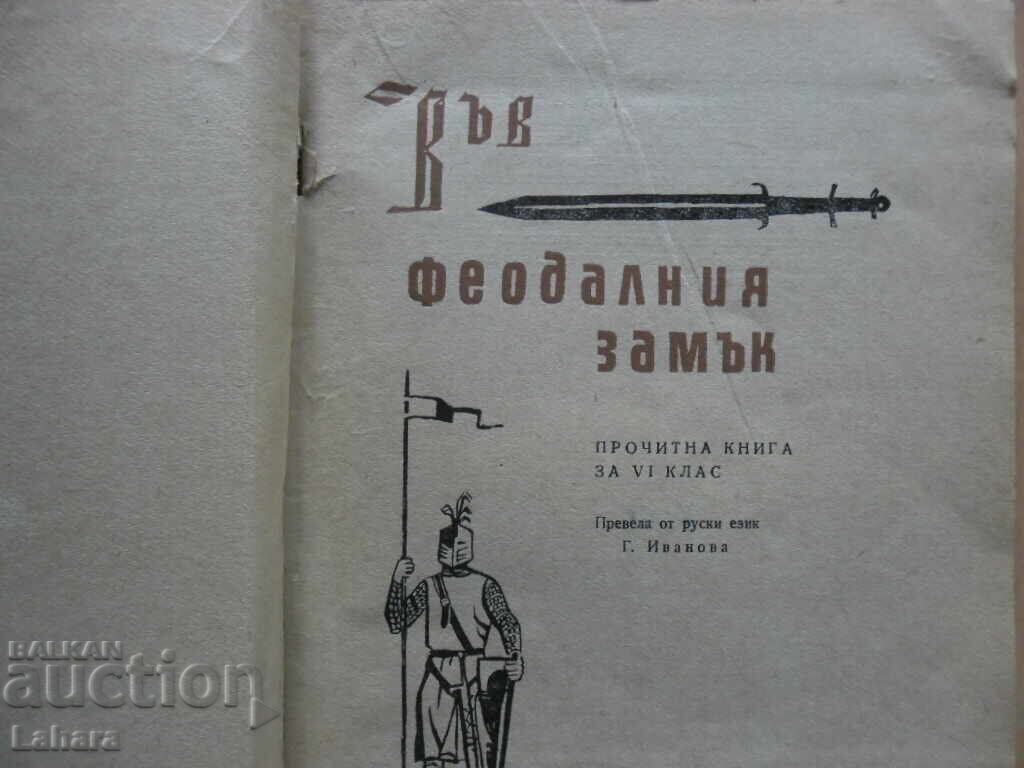 Във
феодалния
замък
ПРОЧИТНА КНИГА
ЗА VI КЛАС
Превела от руски език
Г. Иванова
BALKAN
auction
Lahara